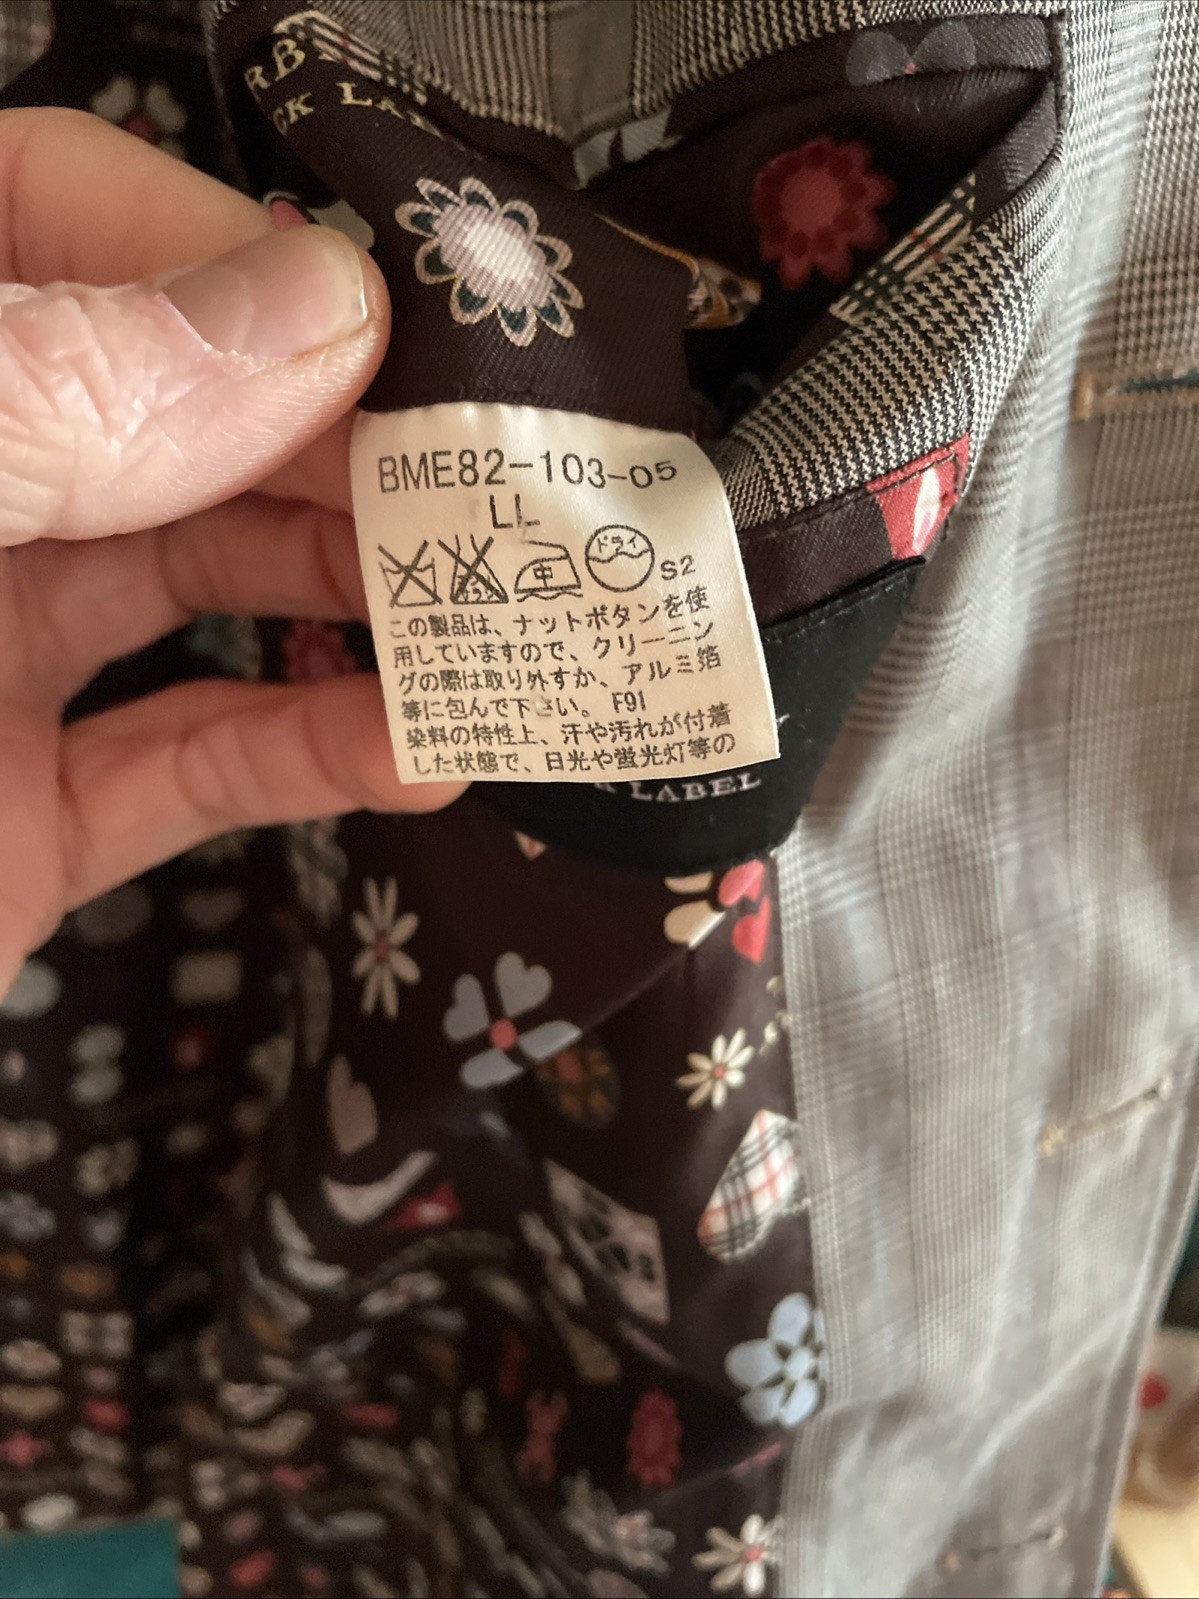 BME82-103-05
LL
エンソ
中
ドライ
S2
この製品は、ナットボタンを使
用していますので、クリーニン
グの際は取り外すか、アルミ箔
等に包んで下さい。 F91
染料の特性上、汗や汚れが付着
した状態で、日光や蛍光灯等の
LABEL